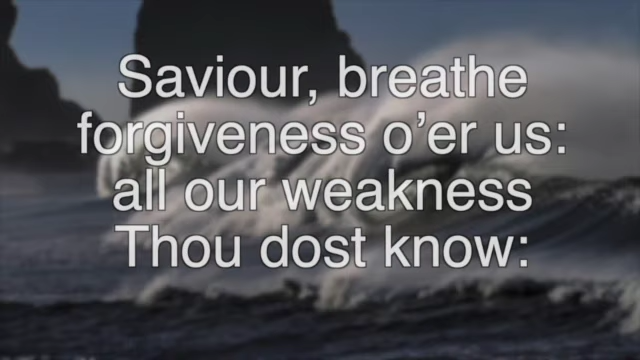 Saviour, breathe
forgiveness o’er us:
all our weakness
Thou dost know: